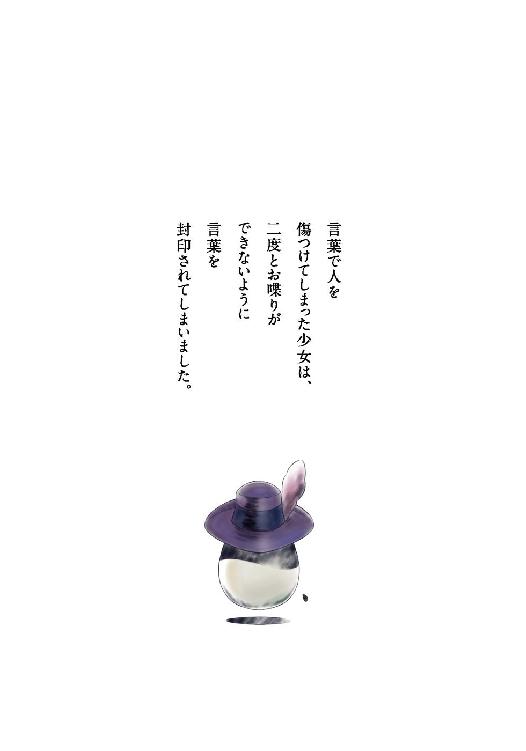 言葉で人を
傷つけてしまった少女は、
二度とお喋りが
できないように
言葉を
封印されてしまいました。